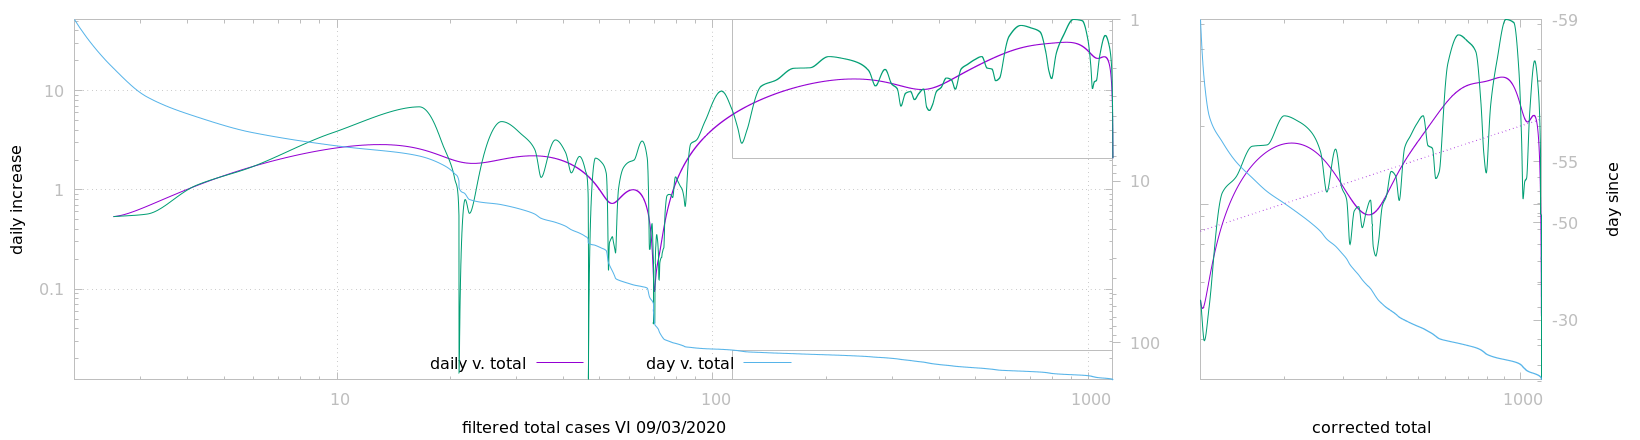 daily increase
10
1
0.1
10
100
1000
1
10
100
daily v. total
day v. total
filtered total cases VI 09/03/2020
-59
-55
-50
-30
day since
1000
corrected total